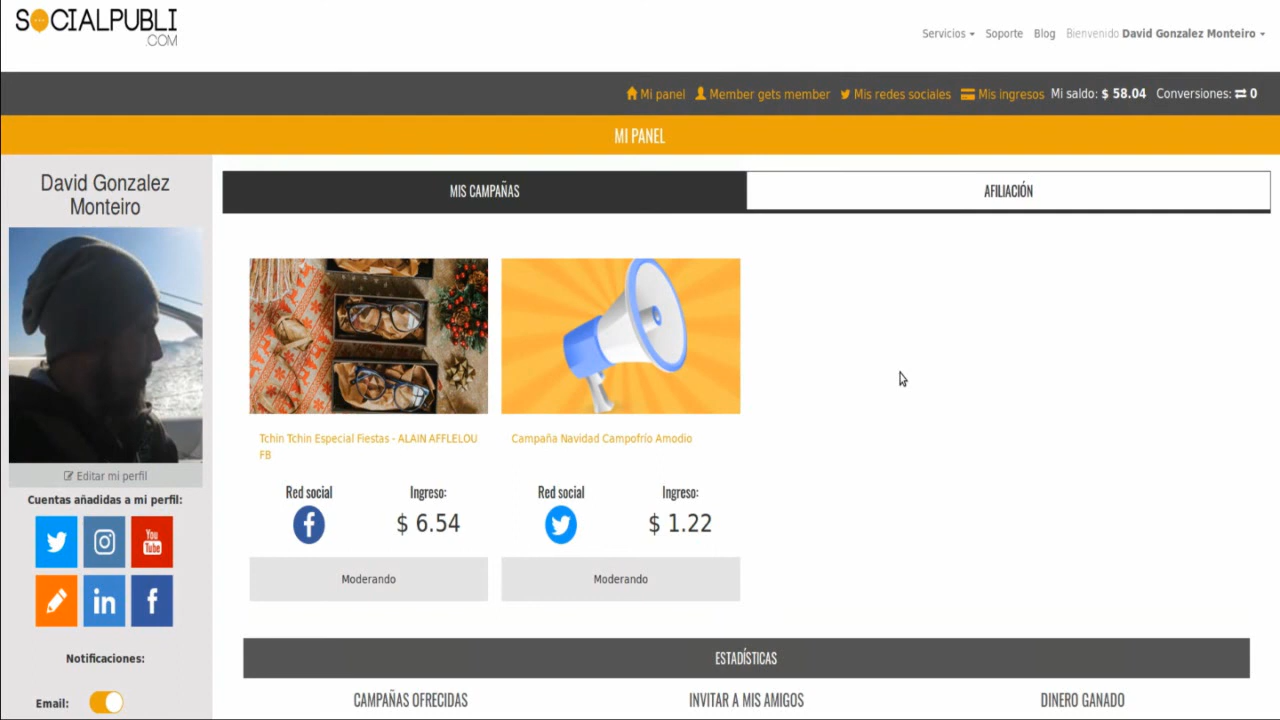 SOCIALPUBLI
.COM
Servicios Soporte Blog Bienvenido David Gonzalez Monteiro
Mi panel Member gets member Mis redes sociales Mis ingresos Mi saldo: $ 58.04 Conversiones: 0
MI PANEL
David Gonzalez
Monteiro
Editar mi perfil
Cuentas añadidas a mi perfil:
You
Tube
in
f
Notificaciones:
Email:
MIS CAMPAÑAS
AFILIACIÓN
Tchin Tchin Especial Fiestas - ALAIN AFFLELOU
FB
Red social Ingreso:
f $ 6.54
Moderando
Campaña Navidad Campofrío Amodio
Red social Ingreso:
$ 1.22
Moderando
ESTADÍSTICAS
CAMPAÑAS OFRECIDAS INVITAR A MIS AMIGOS DINERO GANADO